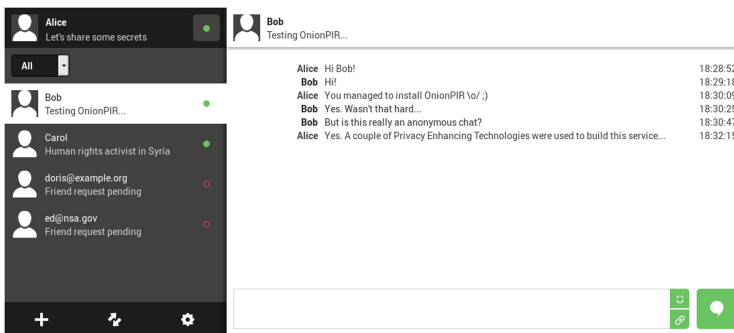 Alice
Let's share some secrets
All
Bob
Testing OnionPIR...
Carol
Human rights activist in Syria
doris@example.org
Friend request pending
ed@nsa.gov
Friend request pending
Bob
Testing OnionPIR...
Alice Hi Bob! 18:28:52
Bob Hi! 18:29:18
Alice You managed to install OnionPIR \o/ ;) 18:30:09
Bob Yes. Wasn't that hard... 18:30:25
Bob But is this really an anonymous chat? 18:30:47
Alice Yes. A couple of Privacy Enhancing Technologies were used to build this service... 18:32:15